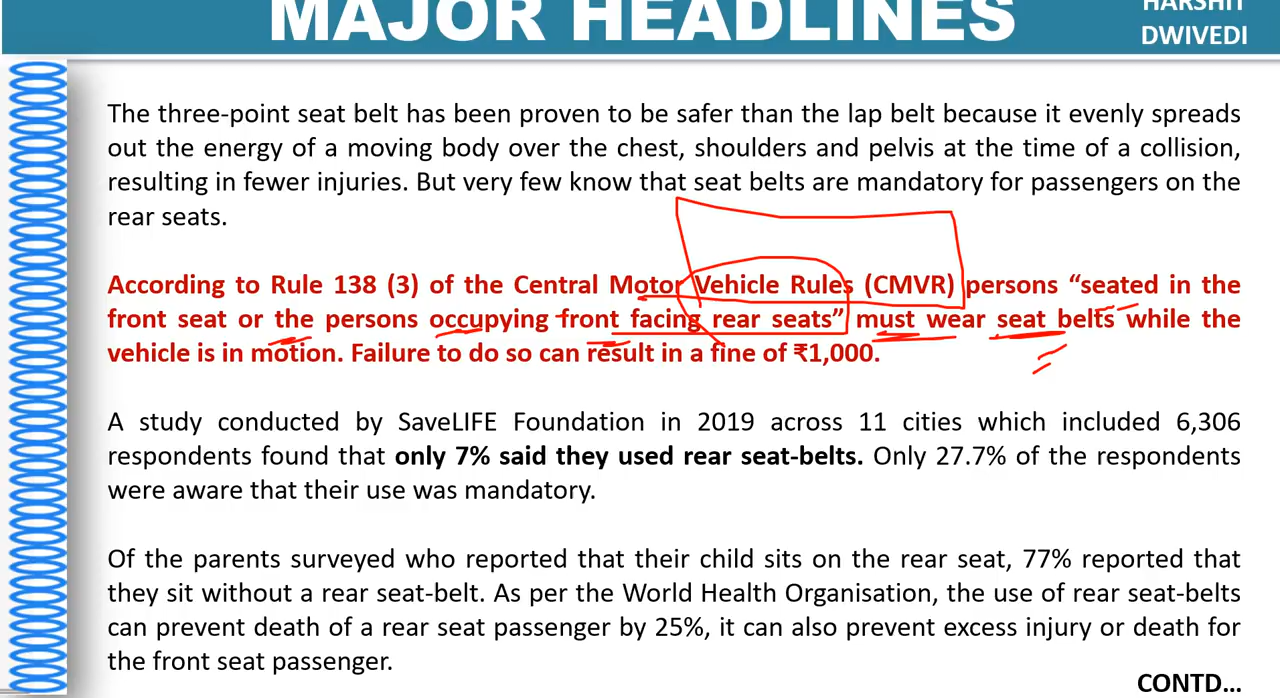 MAJOR HEADLINES
HARSHIT
DWIVEDI
The three-point seat belt has been proven to be safer than the lap belt because it evenly spreads
out the energy of a moving body over the chest, shoulders and pelvis at the time of a collision,
resulting in fewer injuries. But very few know that seat belts are mandatory for passengers on the
rear seats.
According to Rule 138 (3) of the Central Motor Vehicle Rules (CMVR) persons “seated in the
front seat or the persons occupying front facing rear seats” must wear seat belts while the
vehicle is in motion. Failure to do so can result in a fine of ₹1,000.
A study conducted by SaveLIFE Foundation in 2019 across 11 cities which included 6,306
respondents found that only 7% said they used rear seat-belts. Only 27.7% of the respondents
were aware that their use was mandatory.
Of the parents surveyed who reported that their child sits on the rear seat, 77% reported that
they sit without a rear seat-belt. As per the World Health Organisation, the use of rear seat-belts
can prevent death of a rear seat passenger by 25%, it can also prevent excess injury or death for
the front seat passenger.
CONTD...